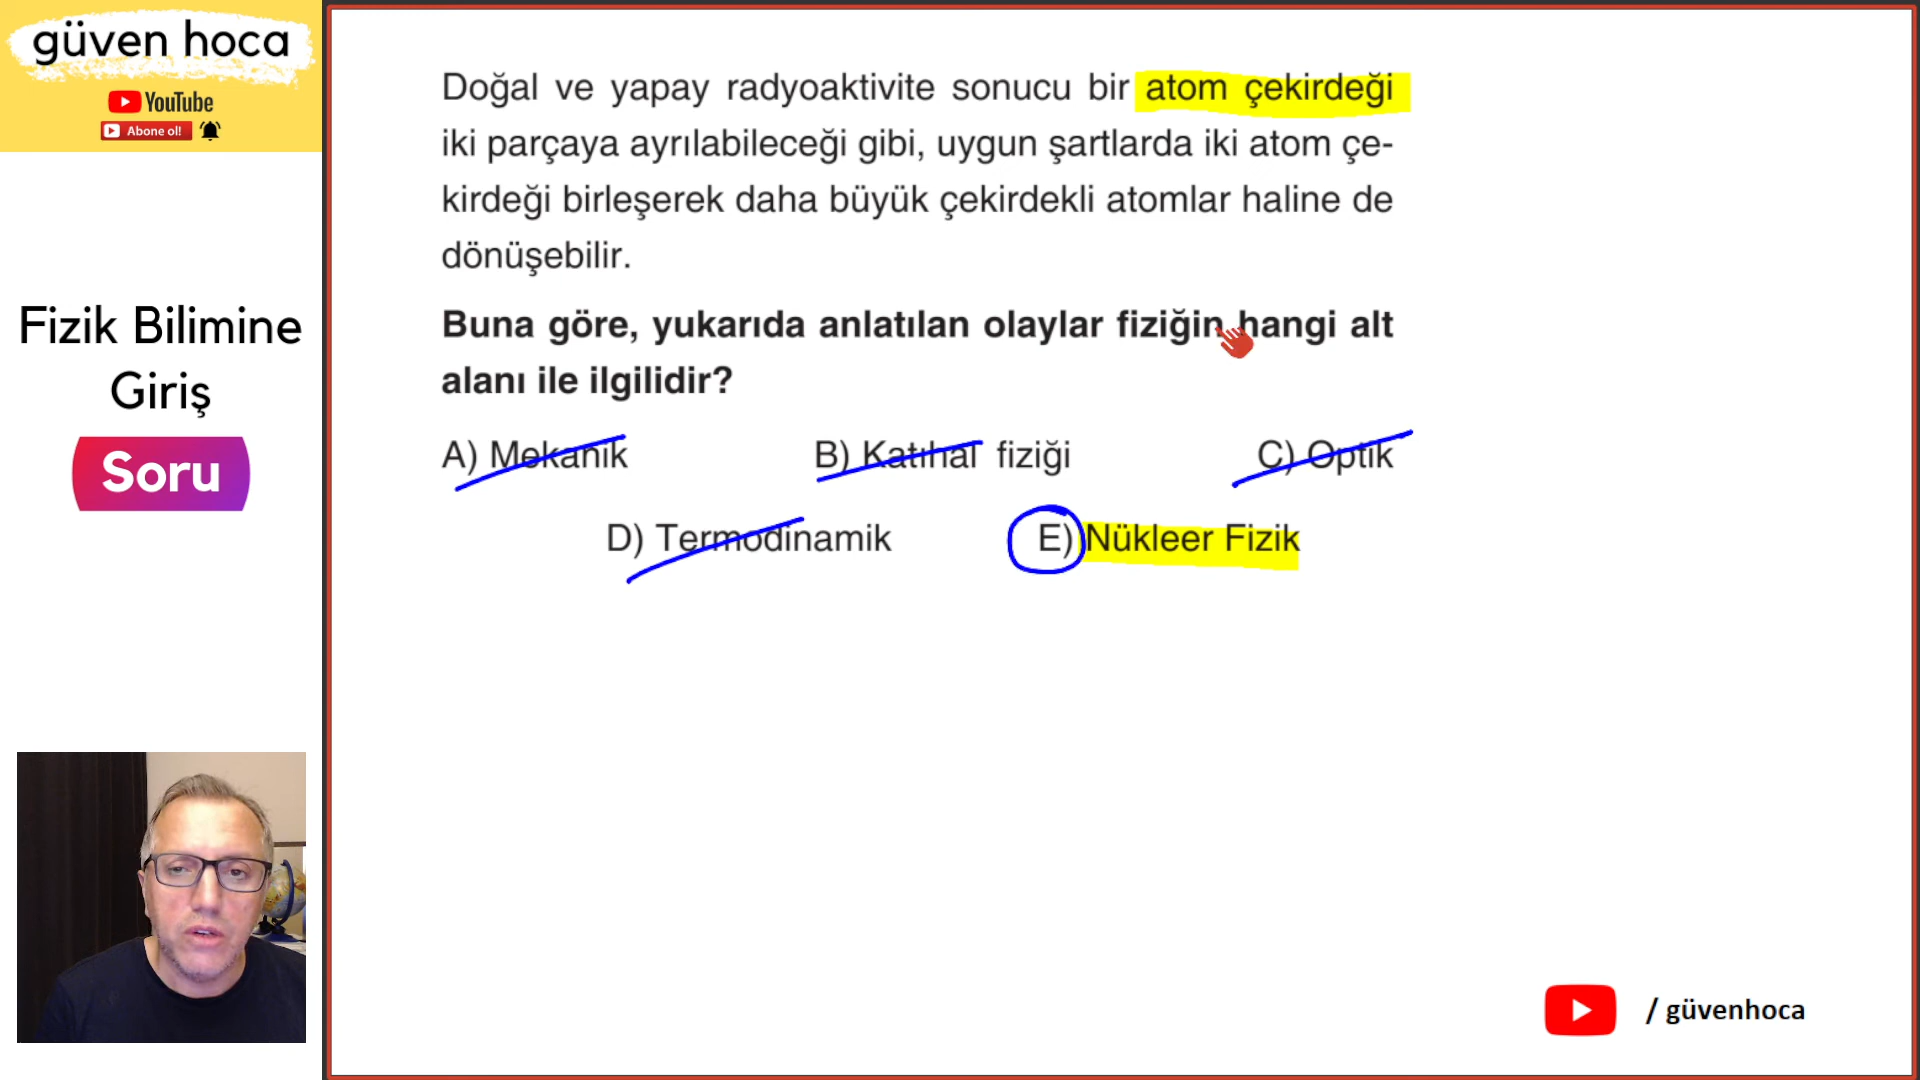 güven hoca
YouTube
Abone ol!
Fizik Bilimine
Giriş
Soru
Doğal ve yapay radyoaktivite sonucu bir atom çekirdeği
iki parçaya ayrılabileceği gibi, uygun şartlarda iki atom çe-
kirdeği birleşerek daha büyük çekirdekli atomlar haline de
dönüşebilir.
Buna göre, yukarıda anlatılan olaylar fiziğin hangi alt
alanı ile ilgilidir?
A) Mekanik B) Katıhal fiziği C) Optik
D) Termodinamik E) Nükleer Fizik
/ güvenhoca